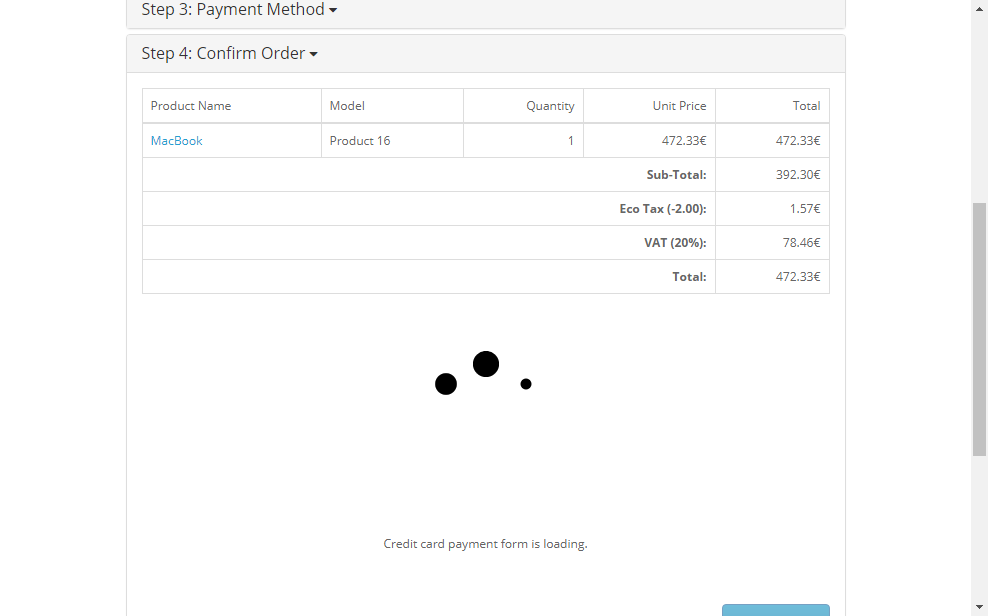 Step 3: Payment Method
Step 4: Confirm Order
Product Name Model Quantity Unit Price Total
MacBook Product 16 1 472.33€ 472.33€
Sub-Total: 392.30€
Eco Tax (-2.00): 1.57€
VAT (20%): 78.46€
Total: 472.33€
Credit card payment form is loading.